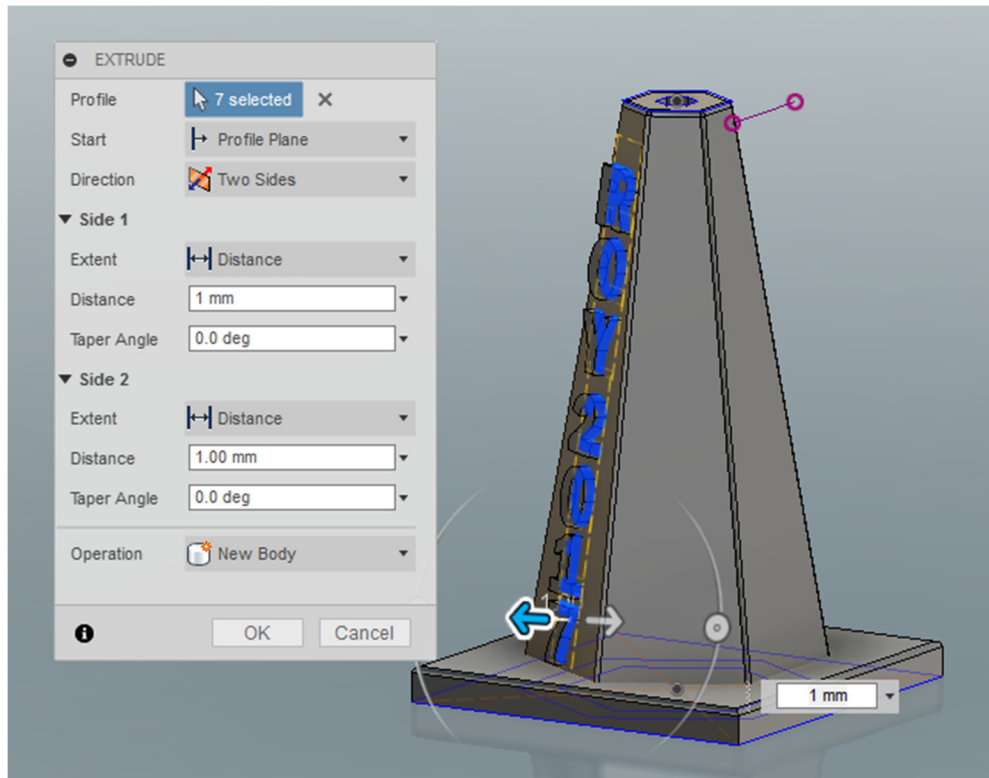 EXTRUDE
Profile 7 selected
Start Profile Plane
Direction Two Sides
Side 1
Extent Distance
Distance 1 mm
Taper Angle 0.0 deg
Side 2
Extent Distance
Distance 1.00 mm
Taper Angle 0.0 deg
Operation New Body
OK Cancel
ROY2017
1 mm